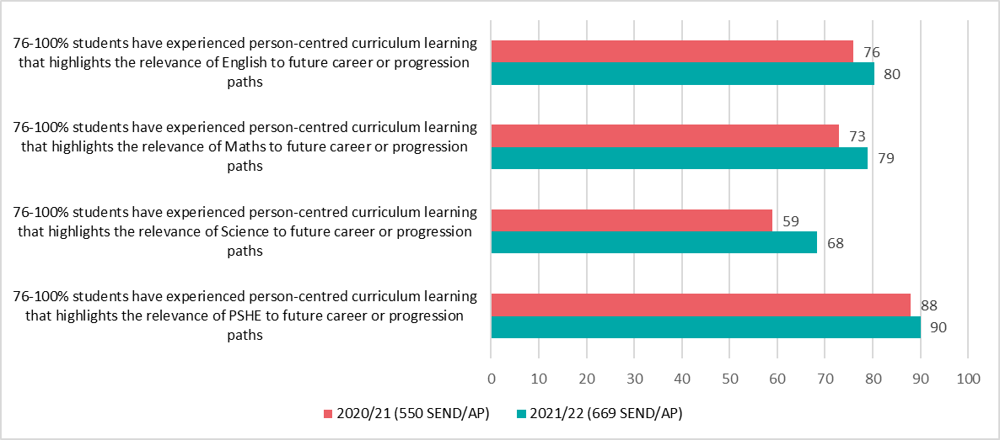 76-100% students have experienced person-centred curriculum learning
that highlights the relevance of English to future career or progression
paths
76
80
76-100% students have experienced person-centred curriculum learning
that highlights the relevance of Maths to future career or progression
paths
73
79
76-100% students have experienced person-centred curriculum learning
that highlights the relevance of Science to future career or progression
paths
59
68
76-100% students have experienced person-centred curriculum learning
that highlights the relevance of PSHE to future career or progression
paths
88
90
0 10 20 30 40 50 60 70 80 90 100
2020/21 (550 SEND/AP) 2021/22 (669 SEND/AP)